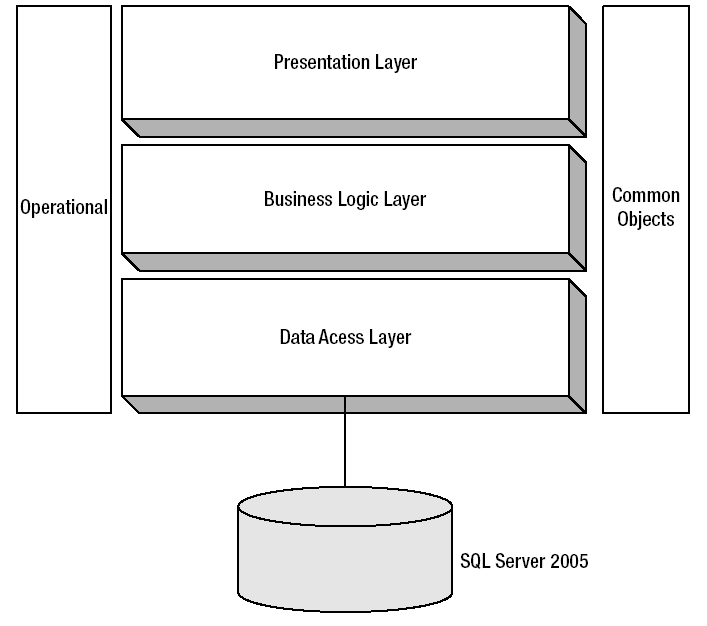 Presentation Layer
Operational
Business Logic Layer
Common
Objects
Data Acess Layer
SQL Server 2005